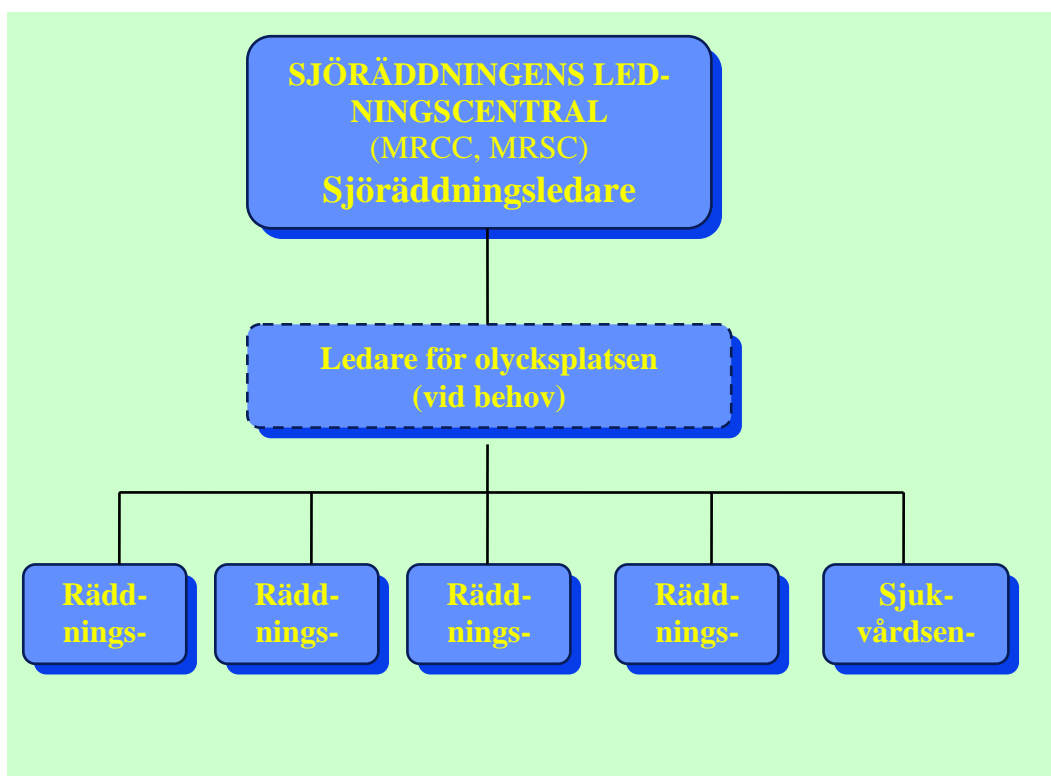 SJÖRÄDDNINGENS LED-
NINGSCENTRAL
(MRCC, MRSC)
Sjöräddningsledare
Ledare för olycksplatsen
(vid behov)
Rädd-
nings-
Rädd-
nings-
Rädd-
nings-
Rädd-
nings-
Sjuk-
vårdsen-